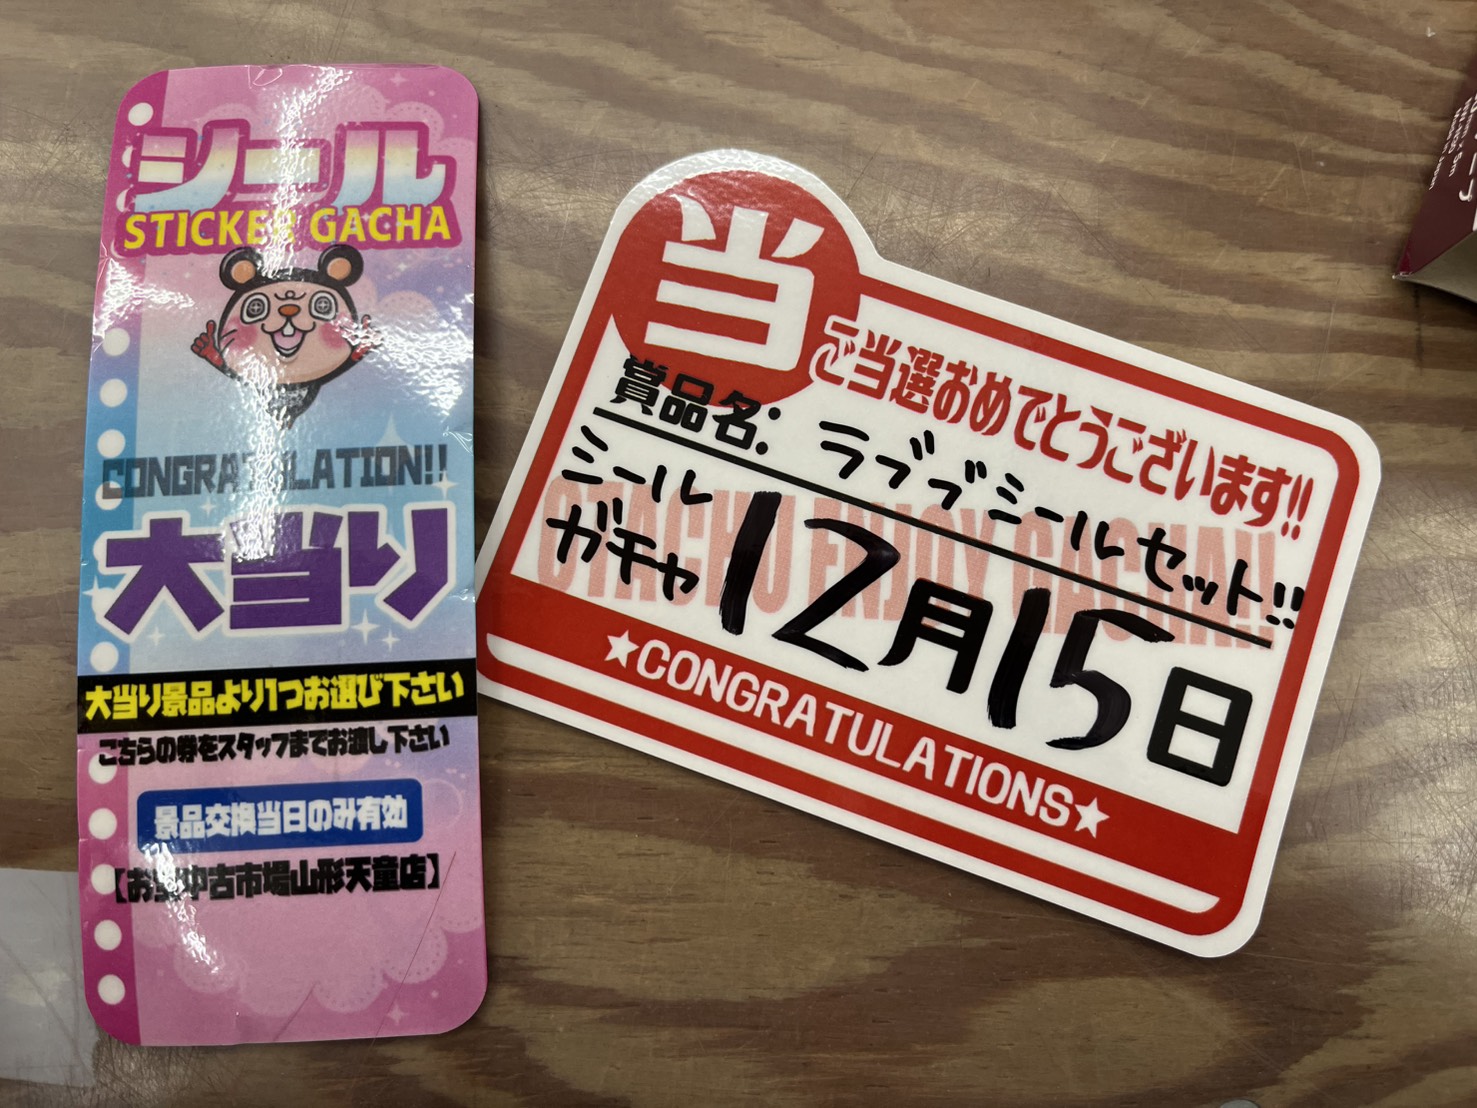 シール
STICKER GACHA
CONGRATULATION!!
大当り
大当り景品より1つお選び下さい
こちらの券をスタッフまでお渡し下さい
景品交換当日のみ有効
【お宝中古市場山形天童店】
当
ご当選おめでとうございます!!
賞品名: ラブブシールセット!!
シール
ガチャ
12月15日
OTACHU ENJOY GACHA!!
★CONGRATULATIONS★